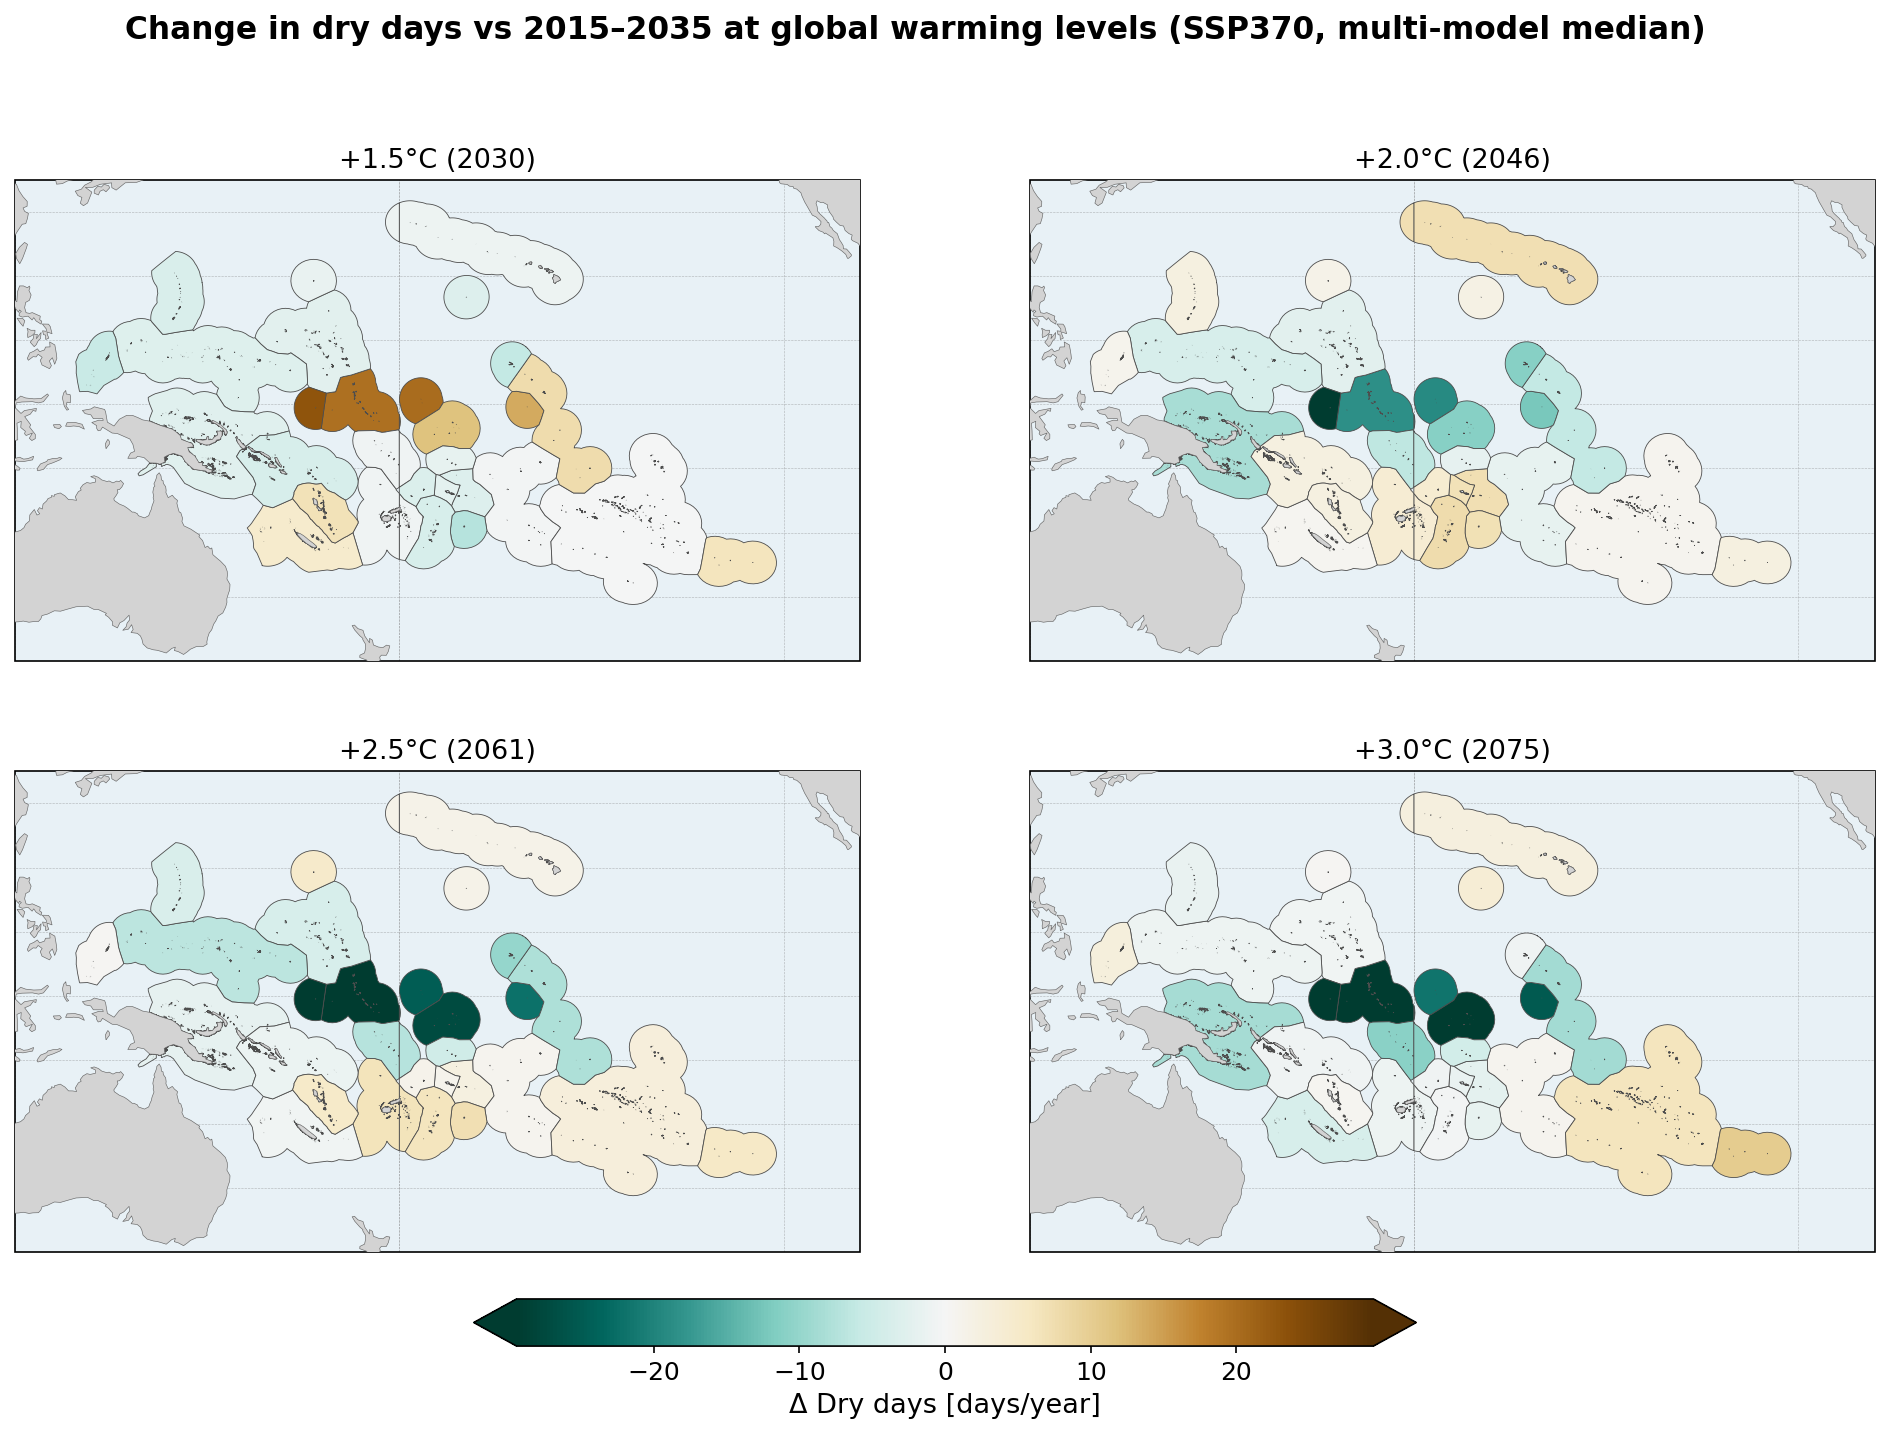 Change in dry days vs 2015–2035 at global warming levels (SSP370, multi-model median)
+1.5°C (2030)
+2.0°C (2046)
+2.5°C (2061)
+3.0°C (2075)
−20 −10 0 10 20
Δ Dry days [days/year]